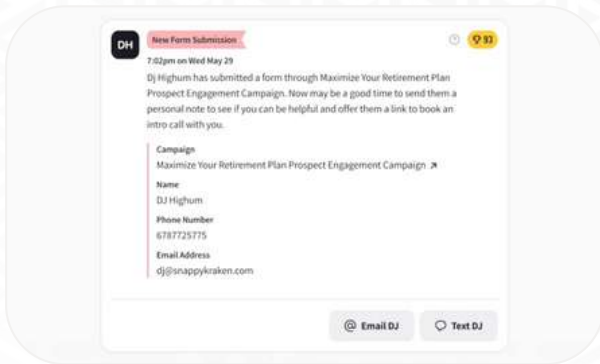 DH
New Form Submission
93
7:02pm on Wed May 29
Dj Highum has submitted a form through Maximize Your Retirement Plan
Prospect Engagement Campaign. Now may be a good time to send them a
personal note to see if you can be helpful and offer them a link to book an
intro call with you.
Campaign
Maximize Your Retirement Plan Prospect Engagement Campaign
Name
DJ Highum
Phone Number
6787725775
Email Address
dj@snappykraken.com
Email DJ
Text DJ